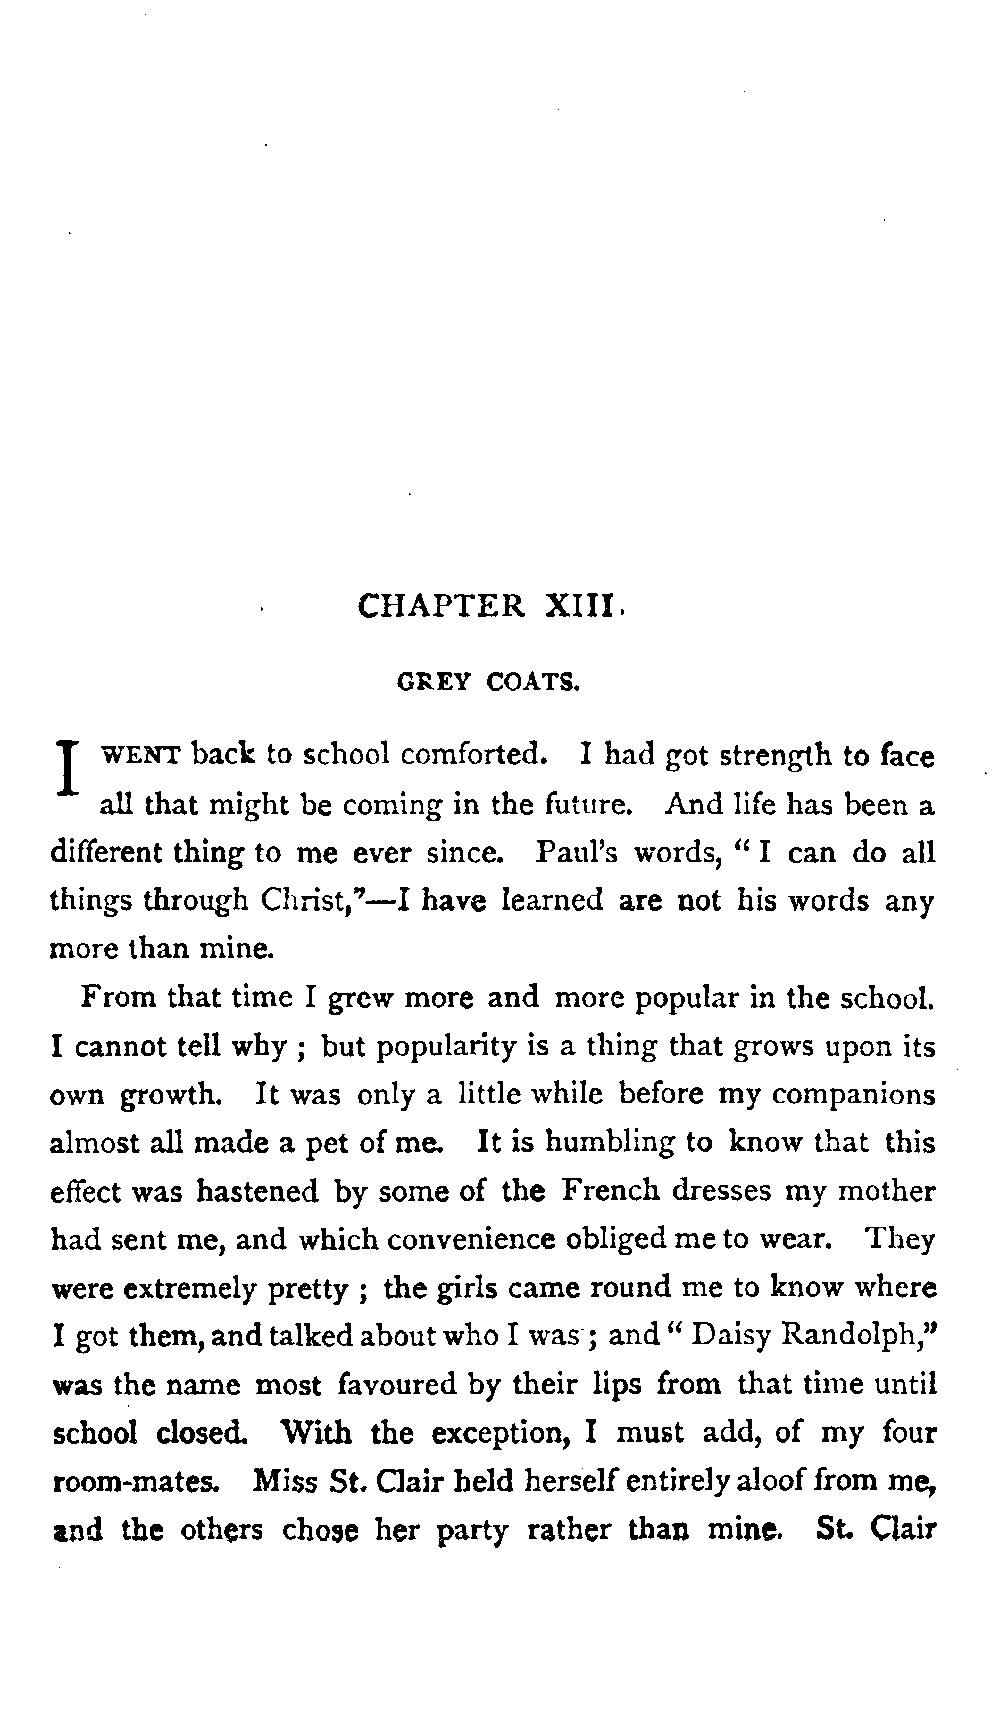 CHAPTER XIII.
GREY COATS.
I WENT back to school comforted. I had got strength to face
all that might be coming in the future. And life has been a
different thing to me ever since. Paul's words, “ I can do all
things through Christ,”—I have learned are not his words any
more than mine.
From that time I grew more and more popular in the school.
I cannot tell why ; but popularity is a thing that grows upon its
own growth. It was only a little while before my companions
almost all made a pet of me. It is humbling to know that this
effect was hastened by some of the French dresses my mother
had sent me, and which convenience obliged me to wear. They
were extremely pretty ; the girls came round me to know where
I got them, and talked about who I was ; and “ Daisy Randolph,”
was the name most favoured by their lips from that time until
school closed. With the exception, I must add, of my four
room-mates. Miss St. Clair held herself entirely aloof from me,
and the others chose her party rather than mine. St. Clair